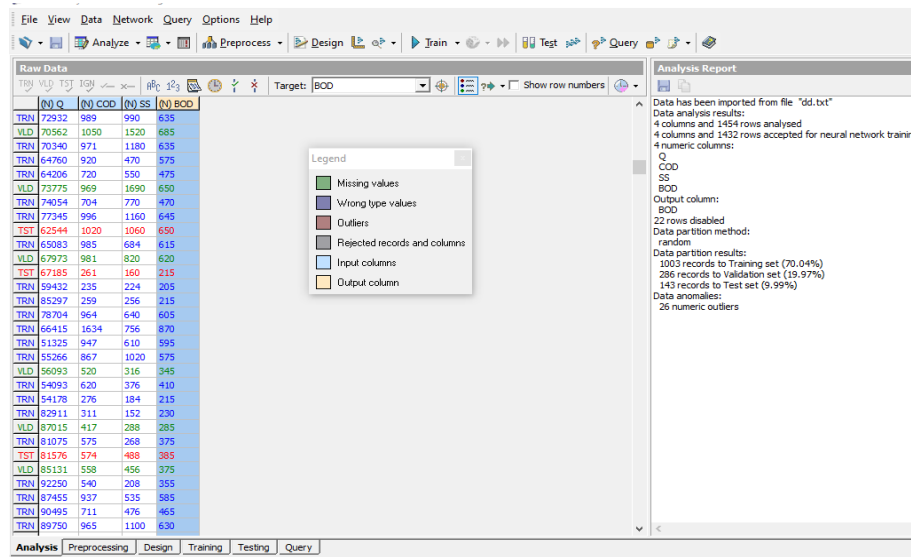 File View Data Network Query Options Help
Analyze Preprocess Design Train Test Query
Raw Data
TRN VLD TST IGN ABc 123 Target: BOD Show row numbers
(N) Q (N) COD (N) SS (N) BOD
TRN 72932 989 990 635
VLD 70562 1050 1520 685
TRN 70340 971 1180 635
TRN 64760 920 470 575
TRN 64206 720 550 475
VLD 73775 969 1690 650
TRN 74054 704 770 470
TRN 77345 996 1160 645
TST 62544 1020 1060 650
TRN 65083 985 684 615
VLD 67973 981 820 620
TST 67185 261 160 215
TRN 59432 235 224 205
TRN 85297 259 256 215
TRN 78704 964 640 605
TRN 66415 1634 756 870
TRN 51325 947 610 595
TRN 55266 867 1020 575
VLD 56093 520 316 345
TRN 54093 620 376 410
TRN 54178 276 184 215
TRN 82911 311 152 230
VLD 87015 417 288 285
TRN 81075 575 268 375
TST 81576 574 488 385
VLD 85131 558 456 375
TRN 92250 540 208 355
TRN 87455 937 535 585
TRN 90495 711 476 465
TRN 89750 965 1100 630
Legend
Missing values
Wrong type values
Outliers
Rejected records and columns
Input columns
Output column
Analysis Report
Data has been imported from file "dd.txt"
Data analysis results:
4 columns and 1454 rows analysed
4 columns and 1432 rows accepted for neural network trainin
4 numeric columns:
Q
COD
SS
BOD
Output column:
BOD
22 rows disabled
Data partition method:
random
Data partition results:
1003 records to Training set (70.04%)
286 records to Validation set (19.97%)
143 records to Test set (9.99%)
Data anomalies:
26 numeric outliers
Analysis Preprocessing Design Training Testing Query